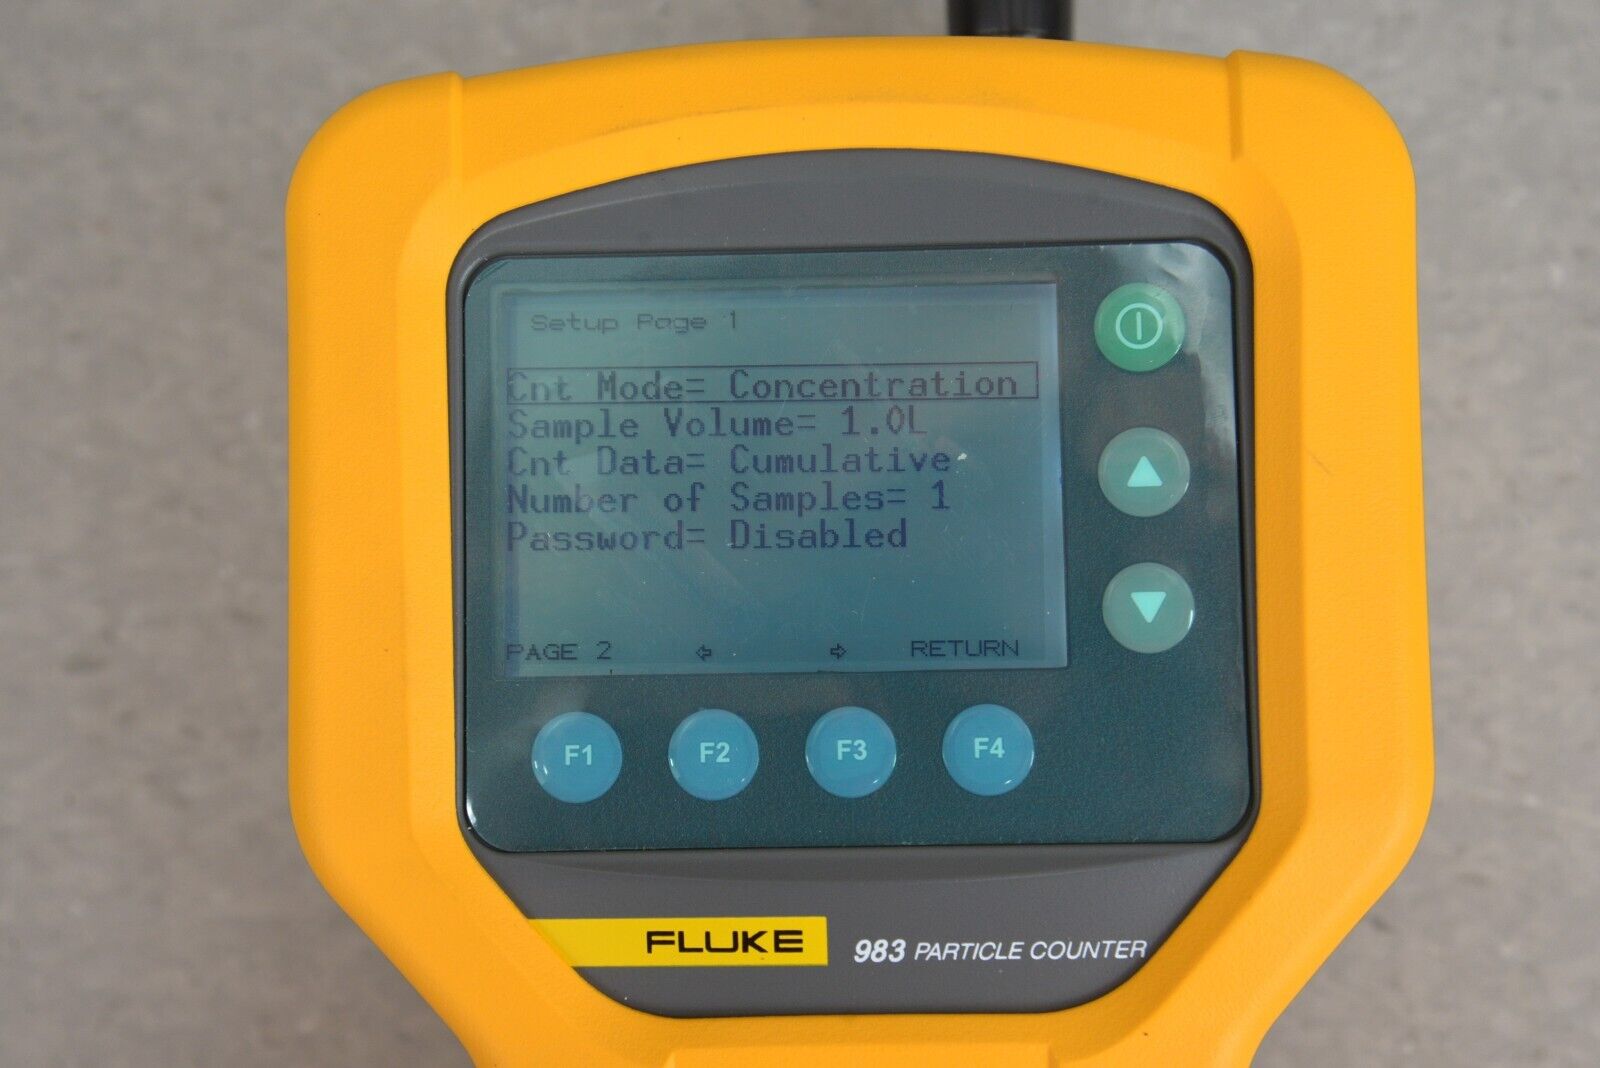 Setup Page 1
Cnt Mode= Concentration
Sample Volume= 1.0L
Cnt Data= Cumulative
Number of Samples= 1
Password= Disabled
PAGE 2 RETURN
F1 F2 F3 F4
FLUKE 983 PARTICLE COUNTER